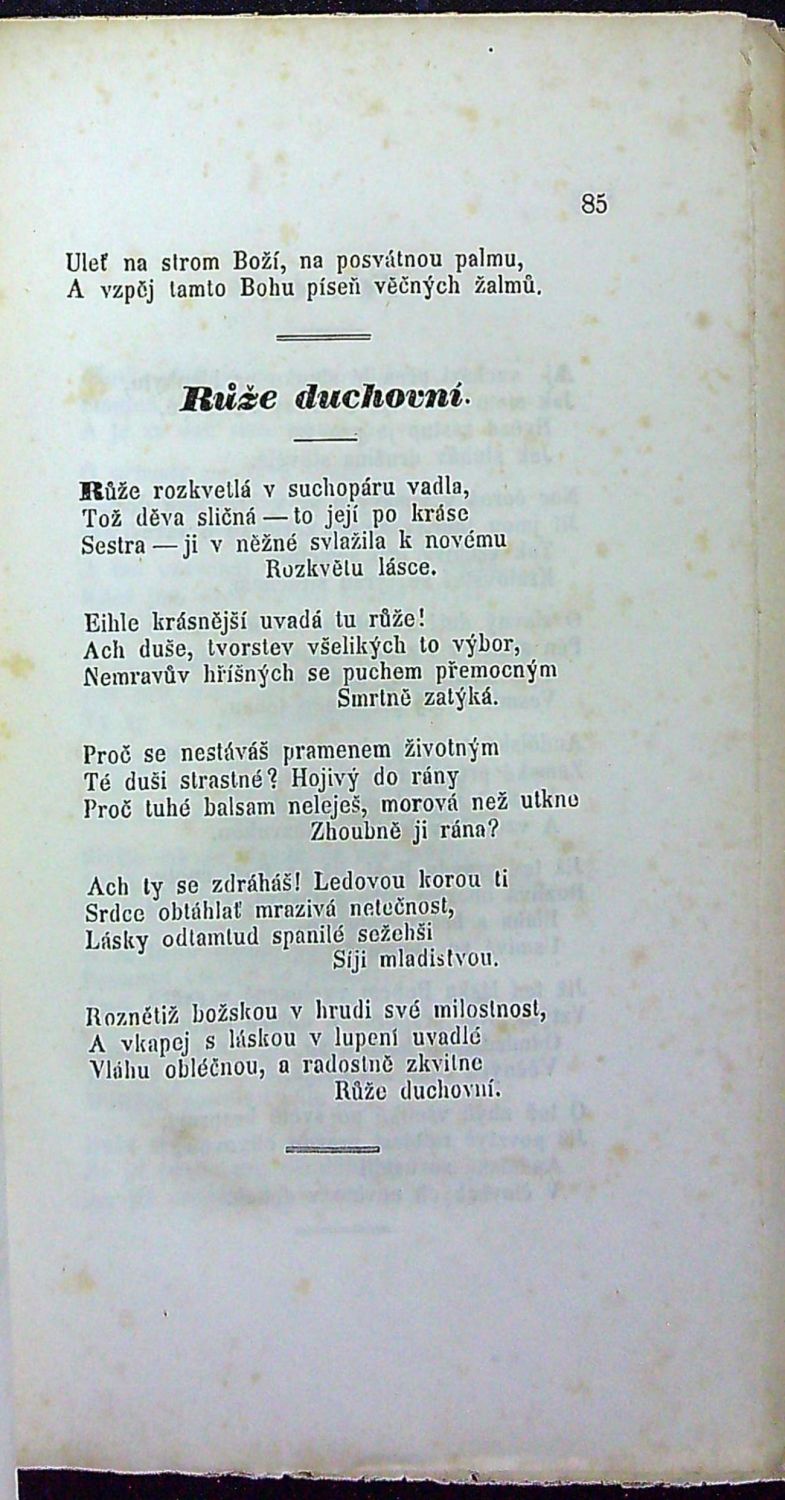 85
Uleť na strom Boží, na posvátnou palmu,
A vzpěj tamto Bohu píseň věčných žalmů.
Růže duchovní.
Růže rozkvetlá v suchopáru vadla,
Tož děva sličná — to její po kráse
Sestra — ji v něžné svlažila k novému
Rozkvětu lásce.
Eihle krásnější uvadá tu růže!
Ach duše, tvorstev všelikých to výbor,
Nemravův hříšných se puchem přemocným
Smrtně zatýká.
Proč se nestáváš pramenem životným
Té duši strastné? Hojivý do rány
Proč tuhé balsam neleješ, morová než utkne
Zhoubně ji rána?
Ach ty se zdráháš! Ledovou korou ti
Srdce obtáhlať mrazivá netečnost,
Lásky odtamtud spanilé sežehši
Síji mladistvou.
Roznětiž božskou v hrudi své milostnost,
A vkapej s láskou v lupení uvadlé
Vláhu obléčnou, a radostně zkvitne
Růže duchovní.